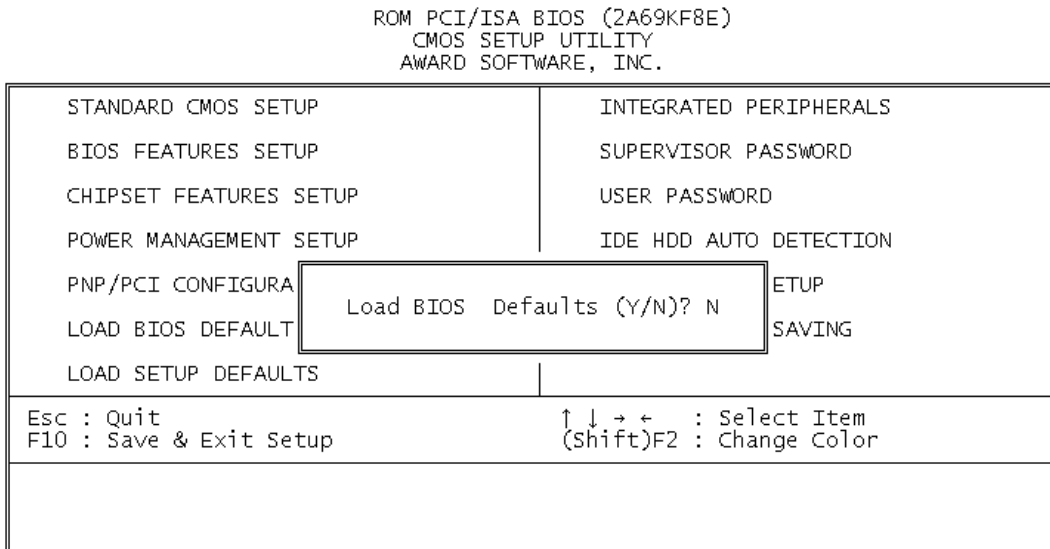 ROM PCI/ISA BIOS (2A69KF8E)
CMOS SETUP UTILITY
AWARD SOFTWARE, INC.
STANDARD CMOS SETUP
BIOS FEATURES SETUP
CHIPSET FEATURES SETUP
POWER MANAGEMENT SETUP
PNP/PCI CONFIGURA
LOAD BIOS DEFAULT
LOAD SETUP DEFAULTS
INTEGRATED PERIPHERALS
SUPERVISOR PASSWORD
USER PASSWORD
IDE HDD AUTO DETECTION
ETUP
SAVING
Load BIOS  Defaults (Y/N)? N
Esc : Quit
F10 : Save & Exit Setup
↑ ↓ → ← : Select Item
(Shift)F2 : Change Color